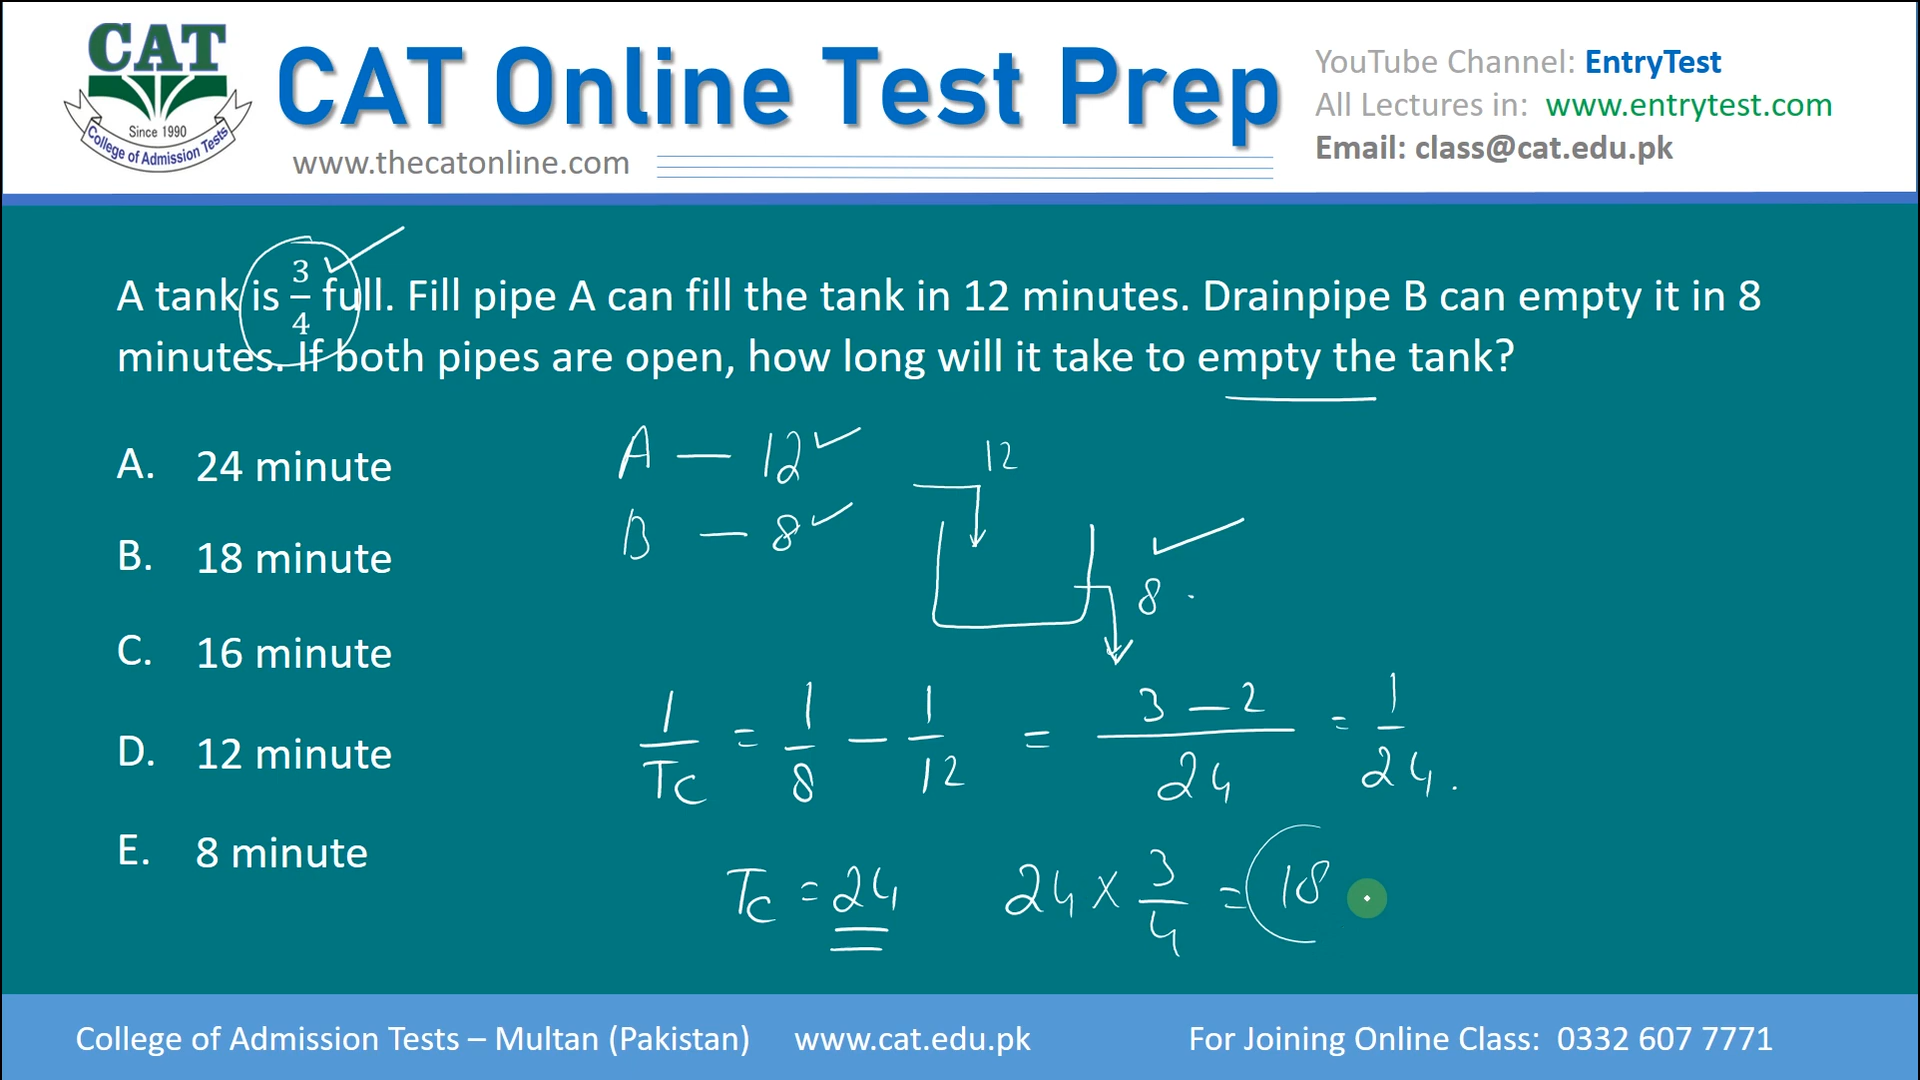 CAT
Since 1990
College of Admission Tests
CAT Online Test Prep
www.thecatonline.com
YouTube Channel: EntryTest
All Lectures in: www.entrytest.com
Email: class@cat.edu.pk
A tank is 3/4 full. Fill pipe A can fill the tank in 12 minutes. Drainpipe B can empty it in 8
minutes. If both pipes are open, how long will it take to empty the tank?
A. 24 minute
B. 18 minute
C. 16 minute
D. 12 minute
E. 8 minute
A — 12
B — 8
12
8
1/Tc = 1/8 − 1/12 = 3 − 2/24 = 1/24.
Tc = 24
24 × 3/4 = 18
College of Admission Tests – Multan (Pakistan) www.cat.edu.pk For Joining Online Class: 0332 607 7771